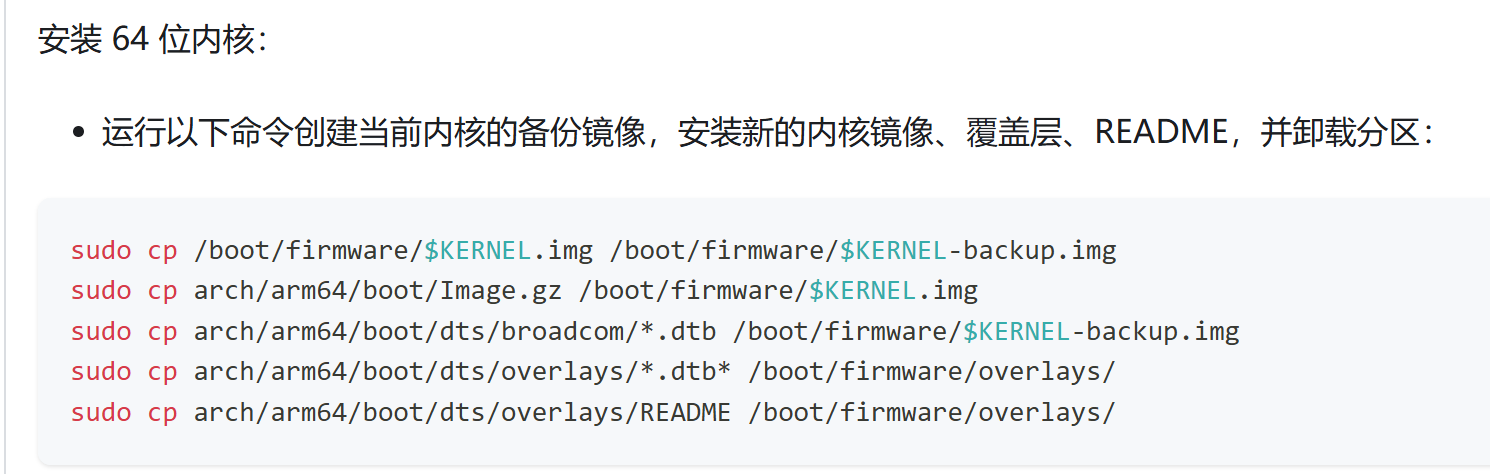 安装 64 位内核：
• 运行以下命令创建当前内核的备份镜像，安装新的内核镜像、覆盖层、README，并卸载分区：
sudo cp /boot/firmware/$KERNEL.img /boot/firmware/$KERNEL-backup.img
sudo cp arch/arm64/boot/Image.gz /boot/firmware/$KERNEL.img
sudo cp arch/arm64/boot/dts/broadcom/*.dtb /boot/firmware/$KERNEL-backup.img
sudo cp arch/arm64/boot/dts/overlays/*.dtb* /boot/firmware/overlays/
sudo cp arch/arm64/boot/dts/overlays/README /boot/firmware/overlays/